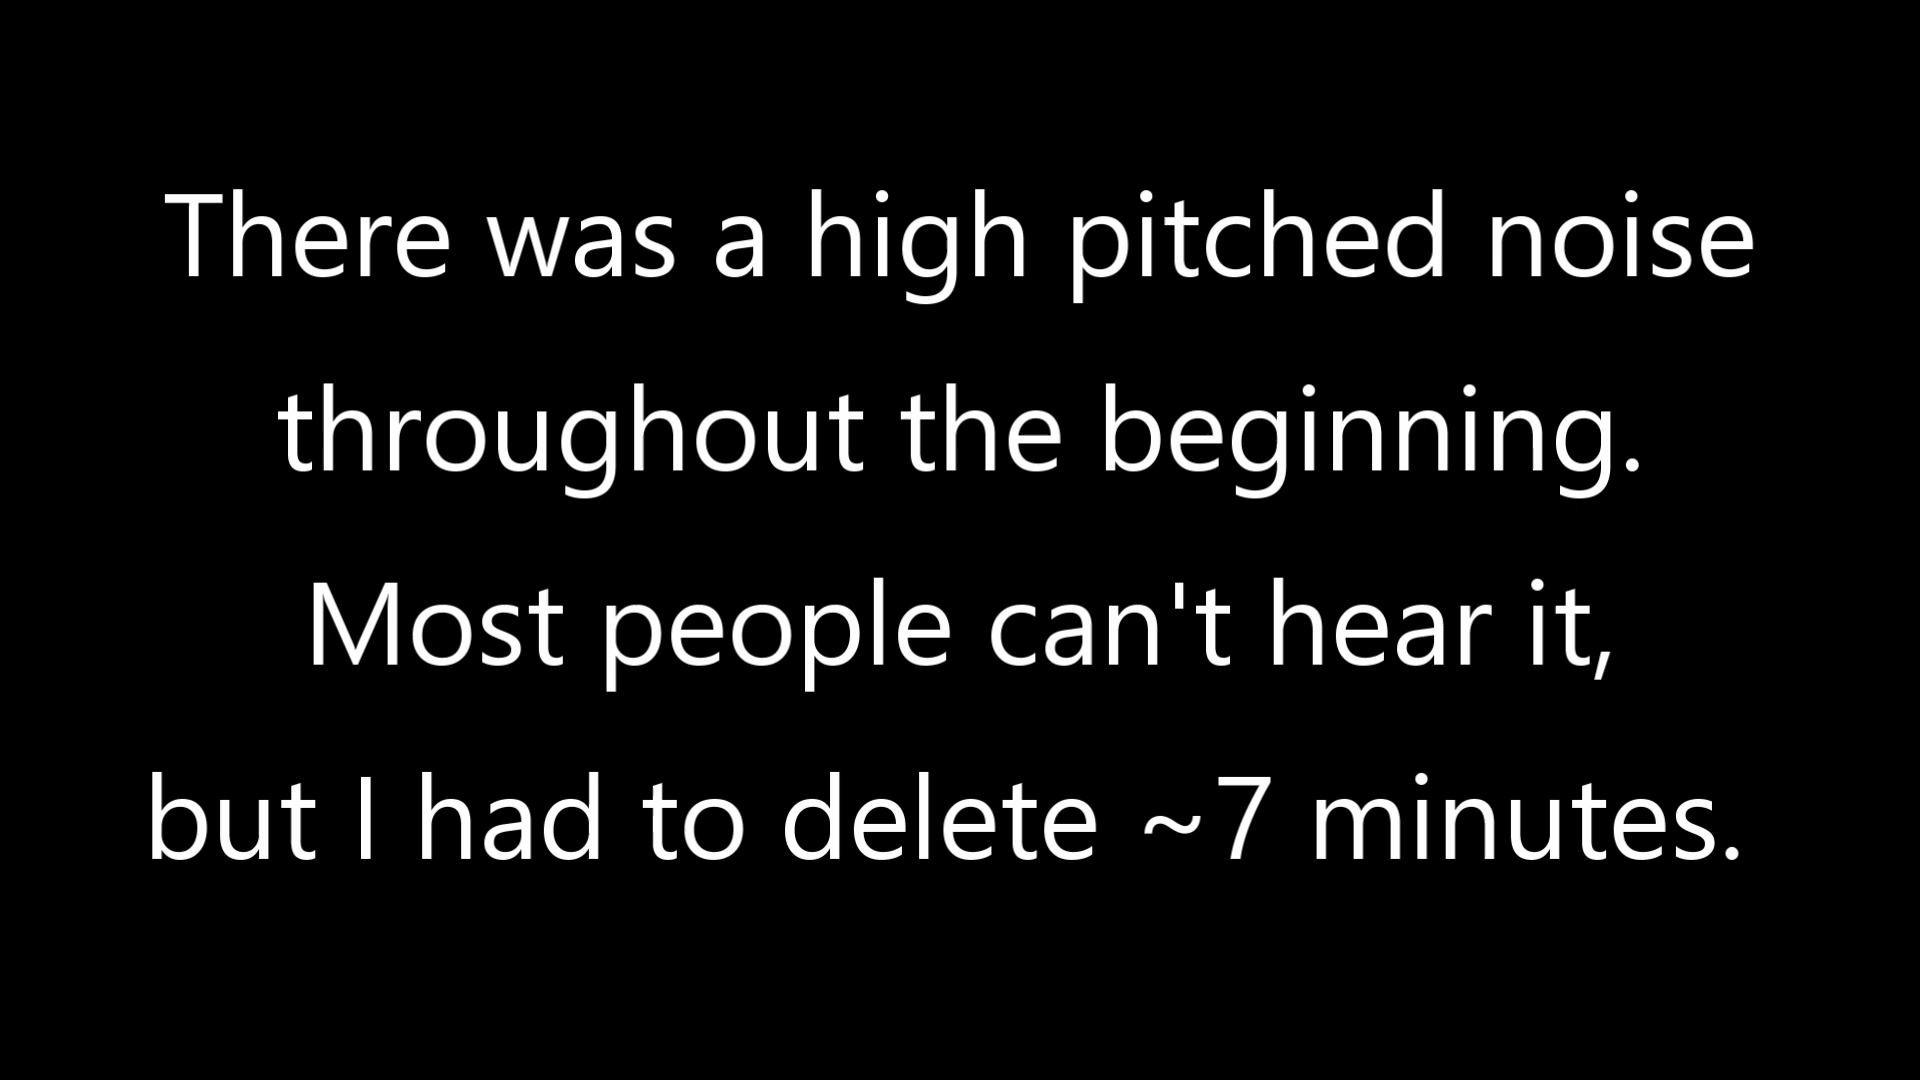 There was a high pitched noise
throughout the beginning.
Most people can't hear it,
but I had to delete ~7 minutes.